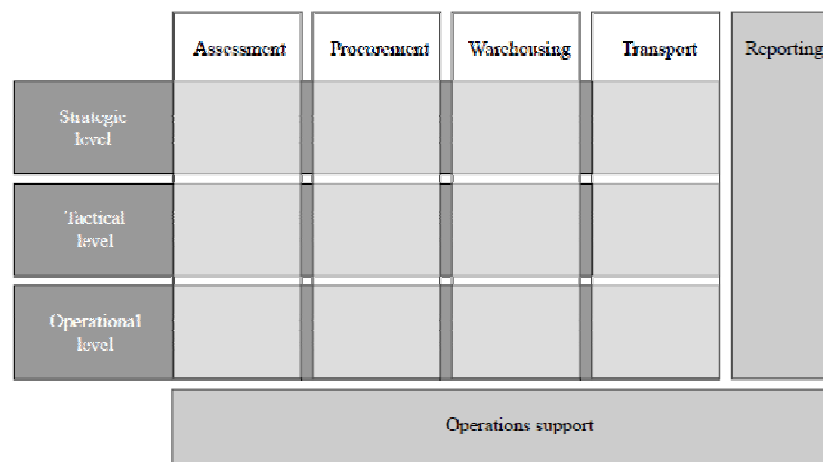 Assessment
Procurement
Warehousing
Transport
Reporting
Strategic
level
Tactical
level
Operational
level
Operations support